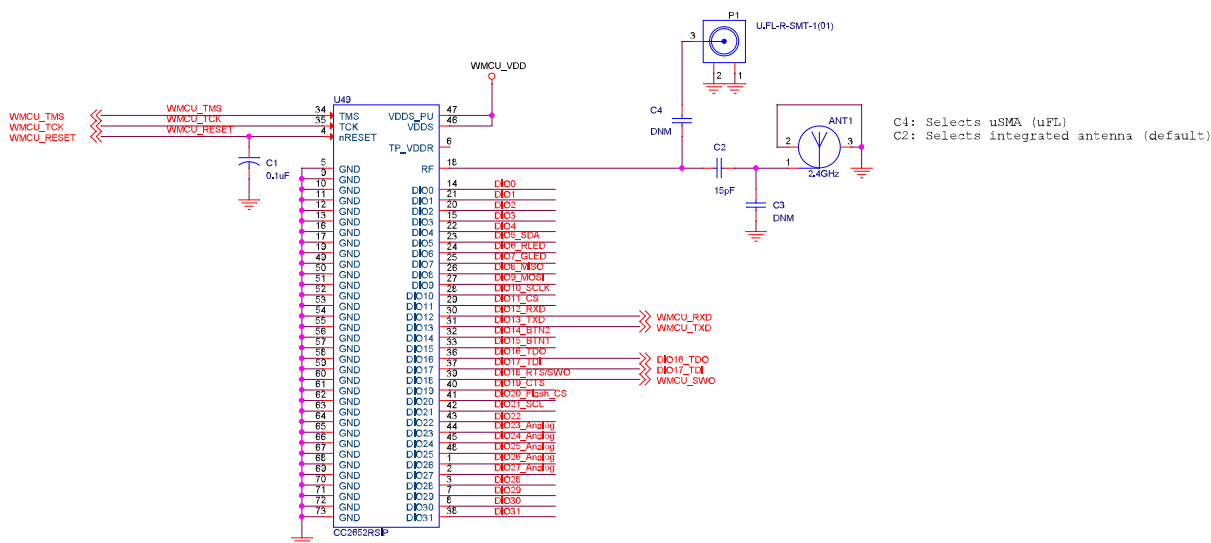 P1
U.FL-R-SMT-1(01)
3
2 1
WMCU_VDD
C4
DNM
ANT1
2 3
1
2.4GHz
C4: Selects uSMA (uFL)
C2: Selects integrated antenna (default)
C2
15pF
C3
DNM
U49
WMCU_TMS WMCU_TMS 34 TMS VDDS_PU 47
WMCU_TCK WMCU_TCK 35 TCK VDDS 46
WMCU_RESET WMCU_RESET 4 nRESET
TP_VDDR 6
C1
0.1uF
5 GND RF 18
9 GND
10 GND DIO0 14 DIO0
11 GND DIO1 21 DIO1
12 GND DIO2 20 DIO2
13 GND DIO3 15 DIO3
16 GND DIO4 22 DIO4
17 GND DIO5 23 DIO5_SDA
19 GND DIO6 24 DIO6_RLED
49 GND DIO7 25 DIO7_GLED
50 GND DIO8 26 DIO8_MISO
51 GND DIO9 27 DIO9_MOSI
52 GND DIO10 28 DIO10_SCLK
53 GND DIO11 29 DIO11_CS
54 GND DIO12 30 DIO12_RXD WMCU_RXD
55 GND DIO13 31 DIO13_TXD WMCU_TXD
56 GND DIO14 32 DIO14_BTN2
57 GND DIO15 33 DIO15_BTN1
58 GND DIO16 36 DIO16_TDO DIO16_TDO
59 GND DIO17 37 DIO17_TDI DIO17_TDI
60 GND DIO18 39 DIO18_RTS/SWO WMCU_SWO
61 GND DIO19 40 DIO19_CTS
62 GND DIO20 41 DIO20_Flash_CS
63 GND DIO21 42 DIO21_SCL
64 GND DIO22 43 DIO22
65 GND DIO23 44 DIO23_Analog
66 GND DIO24 45 DIO24_Analog
67 GND DIO25 48 DIO25_Analog
68 GND DIO26 1 DIO26_Analog
69 GND DIO27 2 DIO27_Analog
70 GND DIO28 3 DIO28
71 GND DIO29 7 DIO29
72 GND DIO30 8 DIO30
73 GND DIO31 38 DIO31
CC2652RSIP